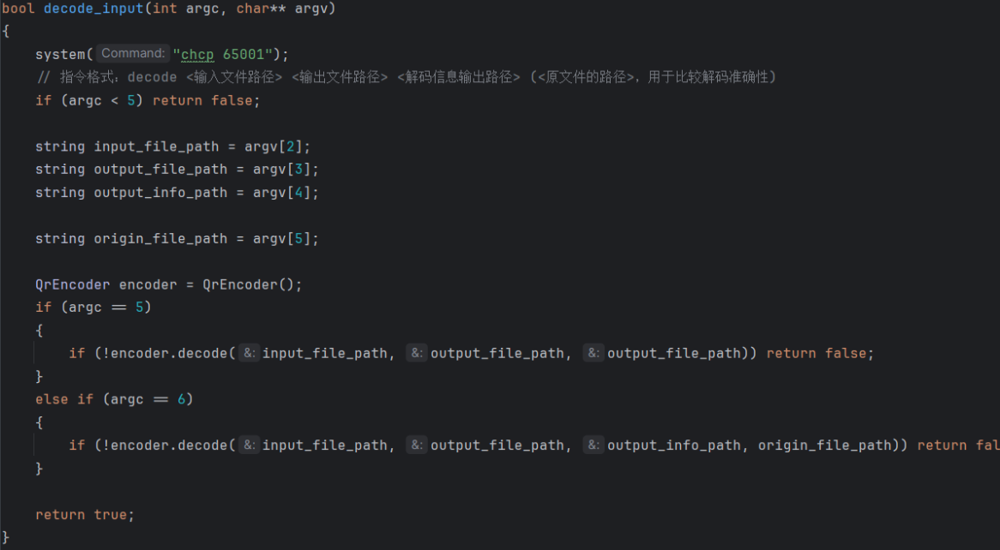 bool decode_input(int argc, char** argv)
{
    system( Command: "chcp 65001");
    // 指令格式：decode <输入文件路径> <输出文件路径> <解码信息输出路径> (<原文件的路径>，用于比较解码准确性)
    if (argc < 5) return false;
    string input_file_path = argv[2];
    string output_file_path = argv[3];
    string output_info_path = argv[4];
    string origin_file_path = argv[5];
    QrEncoder encoder = QrEncoder();
    if (argc == 5)
    {
        if (!encoder.decode( &: input_file_path, &: output_file_path, &: output_file_path)) return false;
    }
    else if (argc == 6)
    {
        if (!encoder.decode( &: input_file_path, &: output_file_path, &: output_info_path, origin_file_path)) return fal
    }
    return true;
}